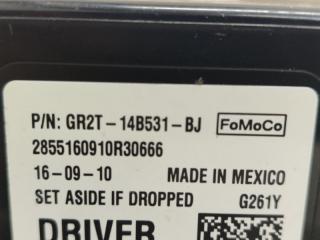 P/N: GR2T-14B531-BJ FoMoCo
2855160910R30666
16-09-10 MADE IN MEXICO
SET ASIDE IF DROPPED G261Y
DRIVER